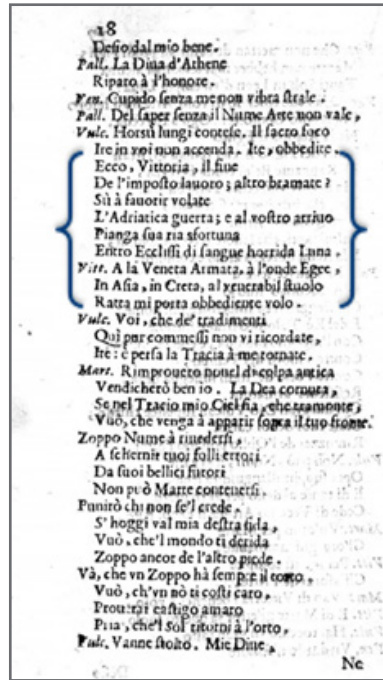 18
Desio dal mio bene.
Pall. La Diua d'Athene
Riparo à l'honore.
Ven. Cupido senza me non vibra strale.
Pall. Del saper senza il Nume Arte non vale,
Vulc. Horsù lungi contese. Il sacro foco
Ire in voi non accenda. Ite, obbedite.
Ecco, Vittoria, il fine
De l'imposto lauoro; altro bramate?
Sù à fauorir volate
L'Adriatica guerra; e al vostro arriuo
Pianga sua ria sfortuna
Entro Ecclissi di sangue horrida Luna.
Vitt. A la Veneta Armata, à l'onde Egee,
In Asia, in Creta, al venerabil stuolo
Ratta mi porta obbediente volo.
Vulc. Voi, che de' tradimenti
Quì pur commessi non vi ricordate,
Ite: e persa la Tracia à me tornate.
Mart. Rimprouero nouel di colpa antica
Vendicherò ben io. La Dea cornuta,
Se nel Tracio mio Ciel fia, che tramonte,
Vuò, che venga à apparir sopra il tuo fronte.
Zoppo Nume à riuedersi,
A schernir tuoi folli errori
Da suoi bellici furori
Non può Marte contenersi.
Punirò chi non se'l crede.
S'hoggi val mia destra fida,
Vuò, che'l mondo ti derida
Zoppo ancor de l'altro piede.
Và, che vn Zoppo hà sempre il torto,
Vuò, ch'vn nò ti costi caro,
Prouerai castigo amaro
Pria, che'l Sol ritorni à l'orto,
Vulc. Vanne stolto. Mie Diue,
Ne